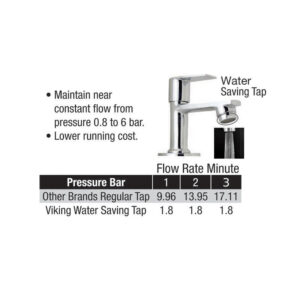 • Maintain near
constant flow from
pressure 0.8 to 6 bar.
• Lower running cost.
Water
Saving Tap
Flow Rate Minute
Pressure Bar 1 2 3
Other Brands Regular Tap 9.96 13.95 17.11
Viking Water Saving Tap 1.8 1.8 1.8